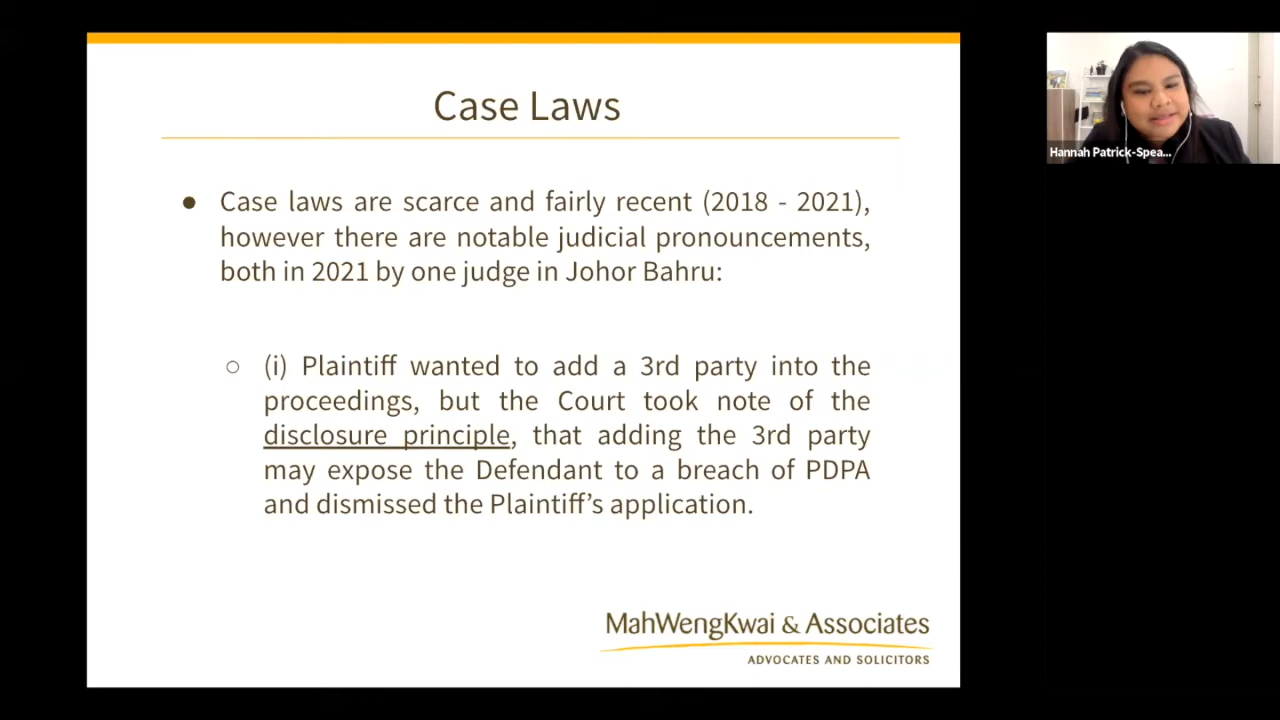 Case Laws
● Case laws are scarce and fairly recent (2018 - 2021),
however there are notable judicial pronouncements,
both in 2021 by one judge in Johor Bahru:
○ (i) Plaintiff wanted to add a 3rd party into the
proceedings, but the Court took note of the
disclosure principle, that adding the 3rd party
may expose the Defendant to a breach of PDPA
and dismissed the Plaintiff’s application.
MahWengKwai & Associates
ADVOCATES AND SOLICITORS
Hannah Patrick-Spea...